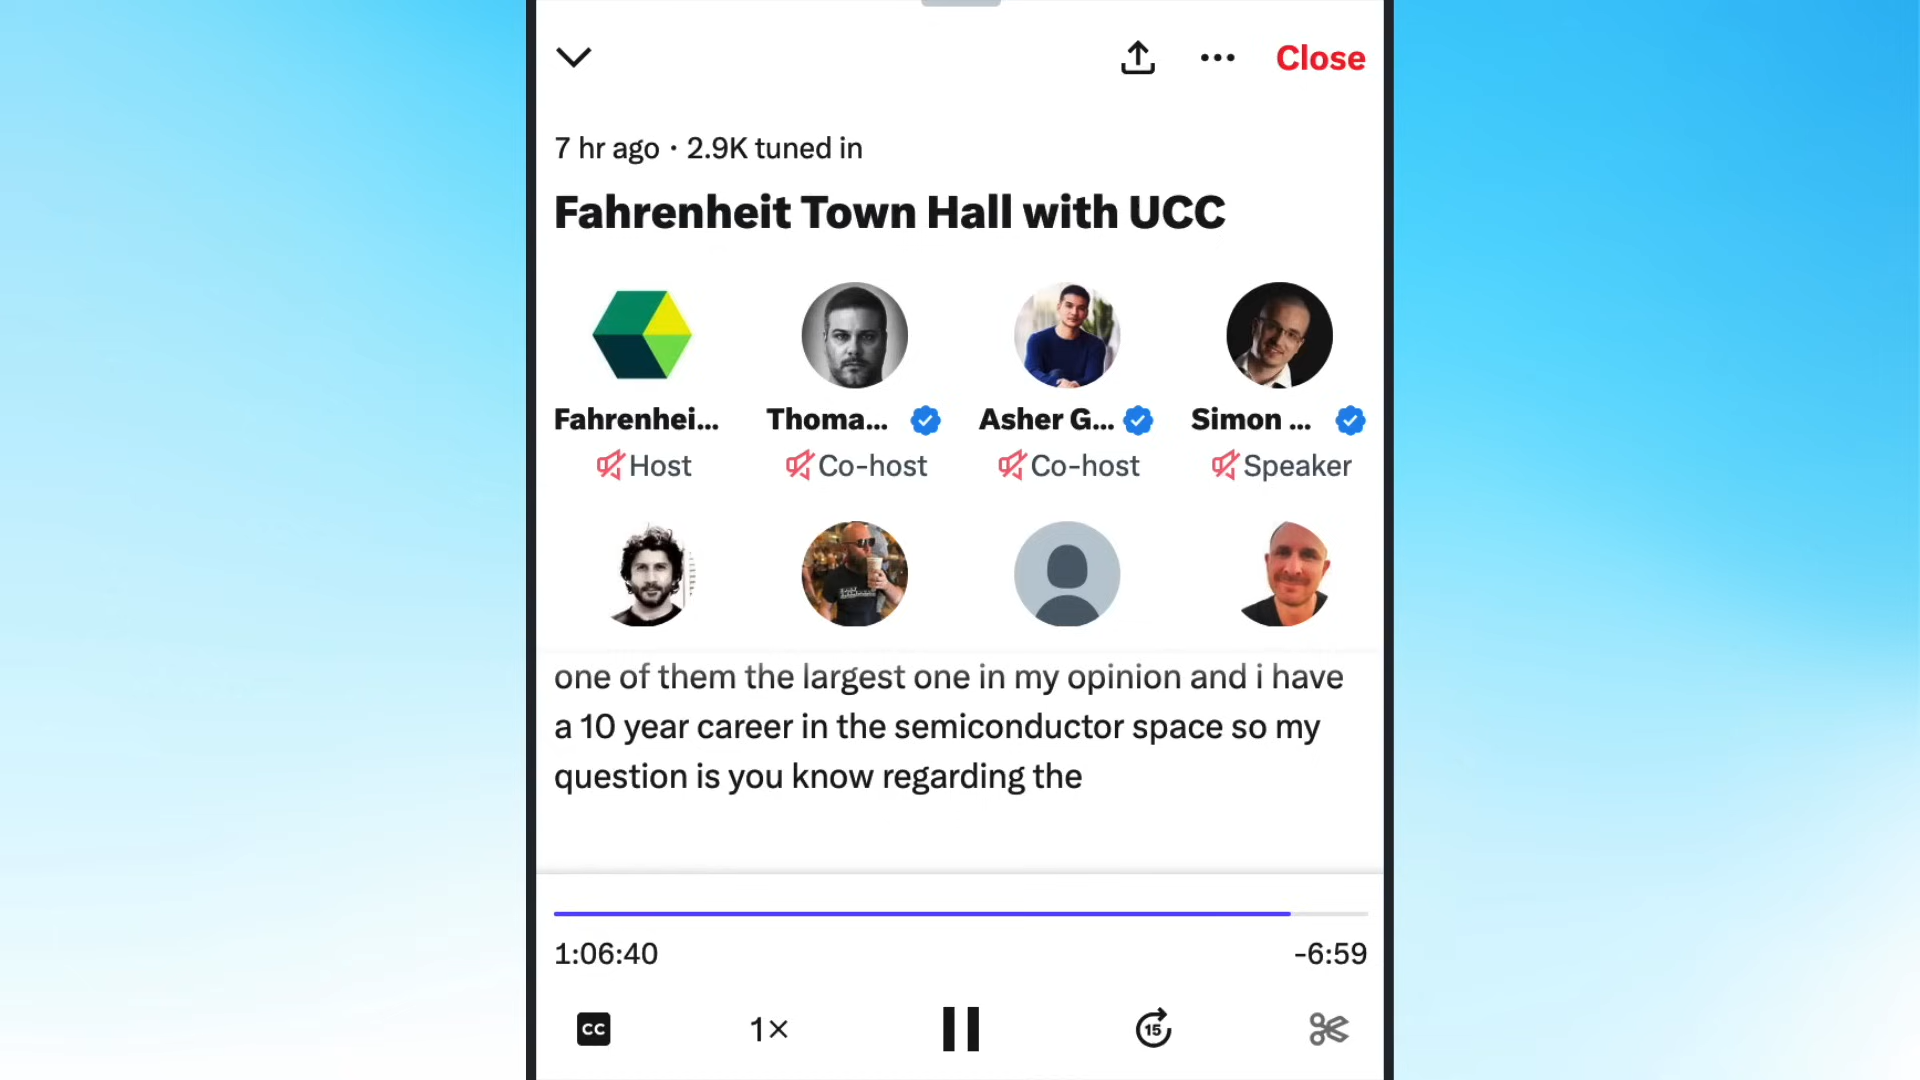 Close
7 hr ago · 2.9K tuned in
Fahrenheit Town Hall with UCC
Fahrenhei... Thoma... Asher G... Simon ...
Host Co-host Co-host Speaker
one of them the largest one in my opinion and i have
a 10 year career in the semiconductor space so my
question is you know regarding the
1:06:40 -6:59
CC 1× 15